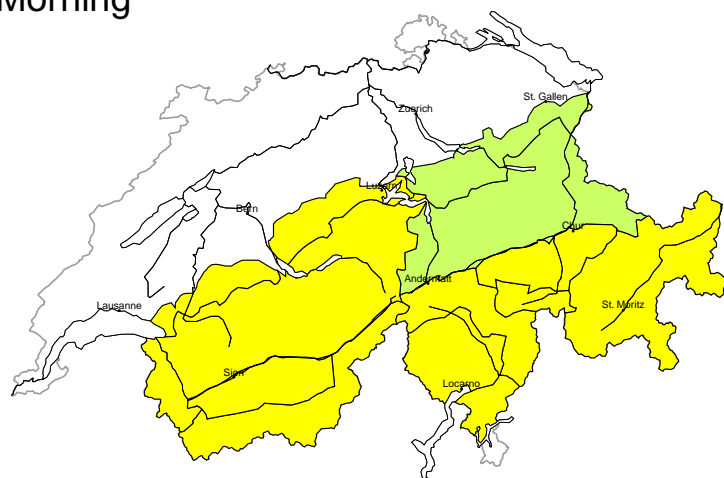 Morning
St. Gallen
Zuerich
Luzern
Bern
Chur
Andermatt
Lausanne
St. Moritz
Sion
Locarno